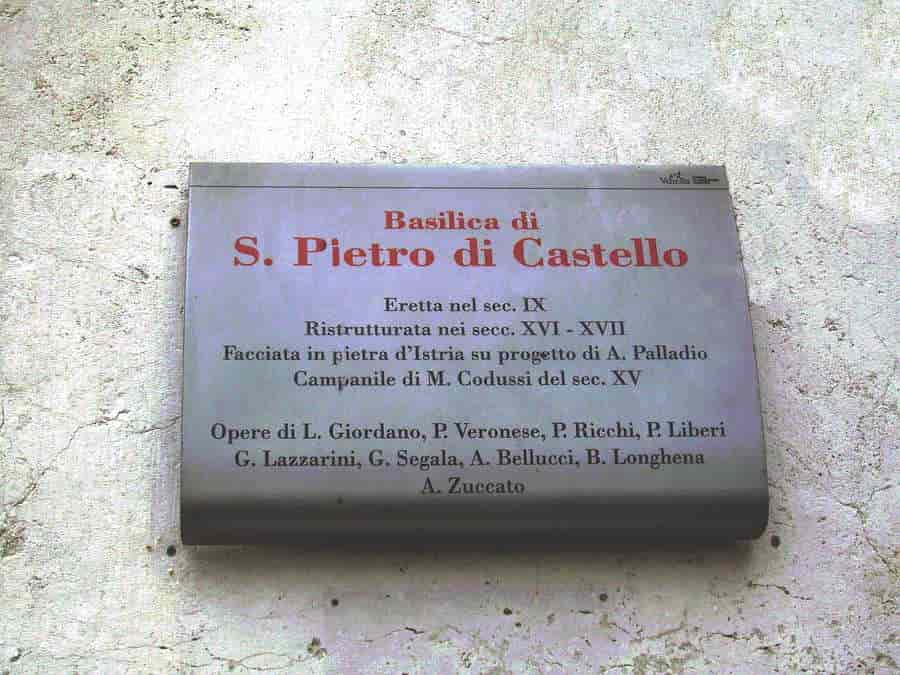 Basilica di
S. Pietro di Castello
Eretta nel sec. IX
Ristrutturata nei secc. XVI - XVII
Facciata in pietra d'Istria su progetto di A. Palladio
Campanile di M. Codussi del sec. XV
Opere di L. Giordano, P. Veronese, P. Ricchi, P. Liberi
G. Lazzarini, G. Segala, A. Bellucci, B. Longhena
A. Zuccato